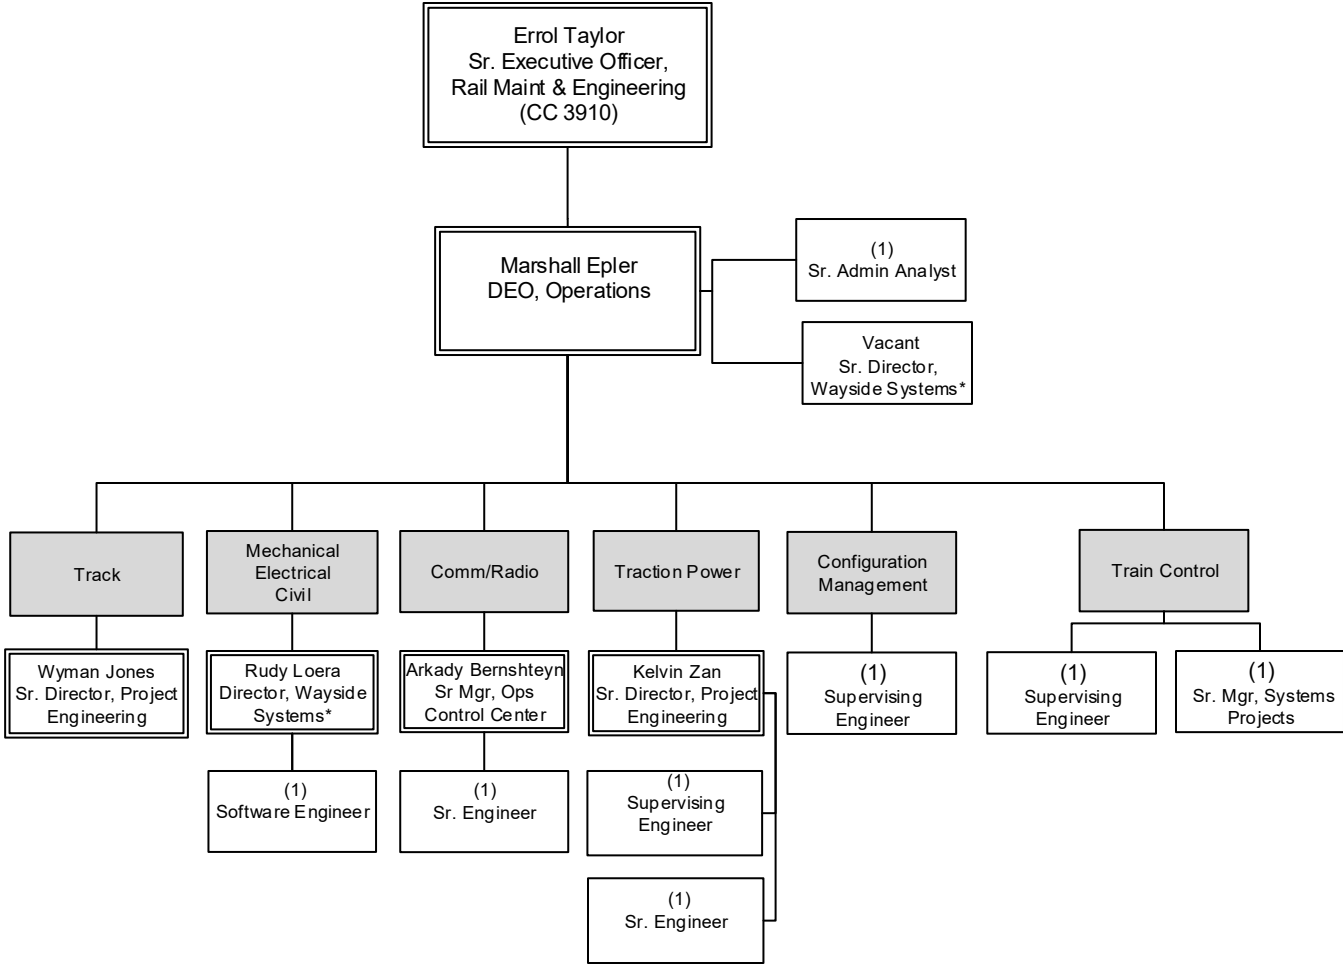 Errol Taylor
Sr. Executive Officer,
Rail Maint & Engineering
(CC 3910)
Marshall Epler
DEO, Operations
(1)
Sr. Admin Analyst
Vacant
Sr. Director,
Wayside Systems*
Track
Mechanical
Electrical
Civil
Comm/Radio
Traction Power
Configuration
Management
Train Control
Wyman Jones
Sr. Director, Project
Engineering
Rudy Loera
Director, Wayside
Systems*
Arkady Bernshteyn
Sr Mgr, Ops
Control Center
Kelvin Zan
Sr. Director, Project
Engineering
(1)
Supervising
Engineer
(1)
Supervising
Engineer
(1)
Sr. Mgr, Systems
Projects
(1)
Software Engineer
(1)
Sr. Engineer
(1)
Supervising
Engineer
(1)
Sr. Engineer